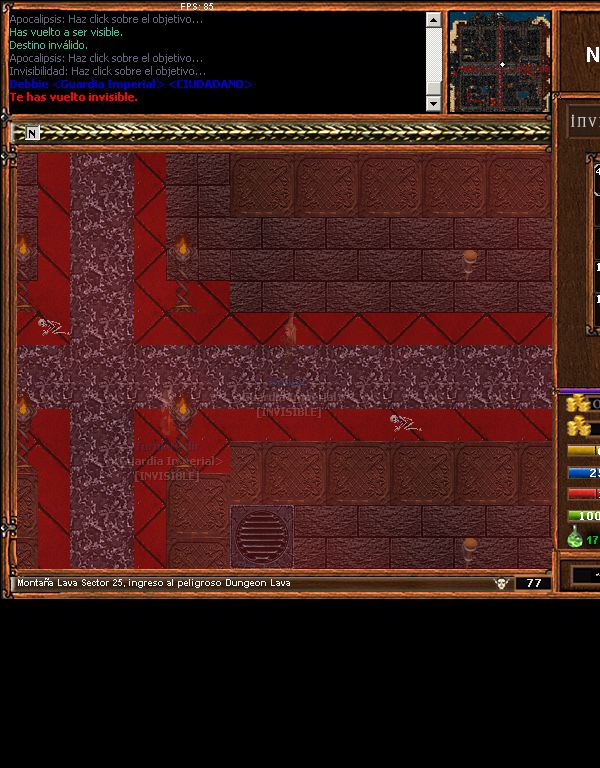 FPS: 85
Apocalipsis: Haz click sobre el objetivo...
Has vuelto a ser visible.
Destino inválido.
Apocalipsis: Haz click sobre el objetivo...
Invisibilidad: Haz click sobre el objetivo...
Debbie <Guardia Imperial> <CIUDADANO>
Te has vuelto invisible.
N
N
[INVISIBLE]
Guardia Imperial>
[INVISIBLE]
Montaña Lava Sector 25, ingreso al peligroso Dungeon Lava
77
100
17